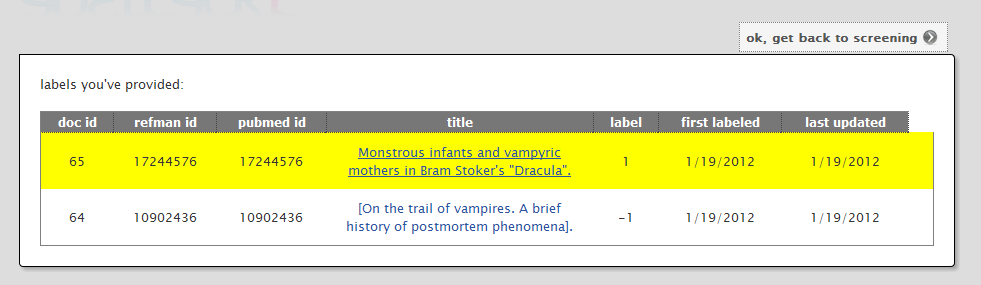 ok, get back to screening
labels you've provided:
doc id refman id pubmed id title label first labeled last updated
65 17244576 17244576 Monstrous infants and vampyric mothers in Bram Stoker's "Dracula". 1 1/19/2012 1/19/2012
64 10902436 10902436 [On the trail of vampires. A brief history of postmortem phenomena]. -1 1/19/2012 1/19/2012